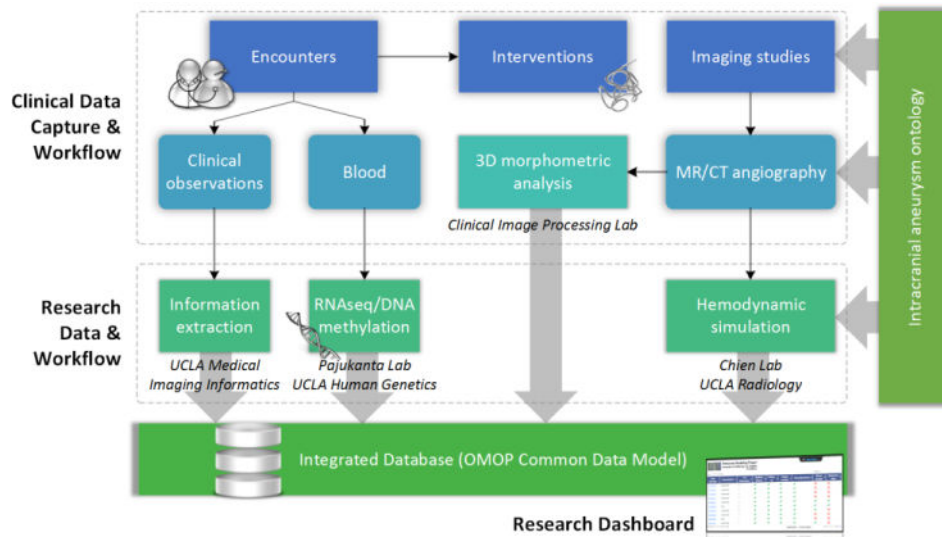 Encounters
Interventions
Imaging studies
Clinical Data
Capture &
Workflow
Clinical
observations
Blood
3D morphometric
analysis
MR/CT angiography
Clinical Image Processing Lab
Intracranial aneurysm ontology
Research
Data &
Workflow
Information
extraction
RNAseq/DNA
methylation
Hemodynamic
simulation
UCLA Medical
Imaging Informatics
Pajukanta Lab
UCLA Human Genetics
Chien Lab
UCLA Radiology
Integrated Database (OMOP Common Data Model)
Research Dashboard